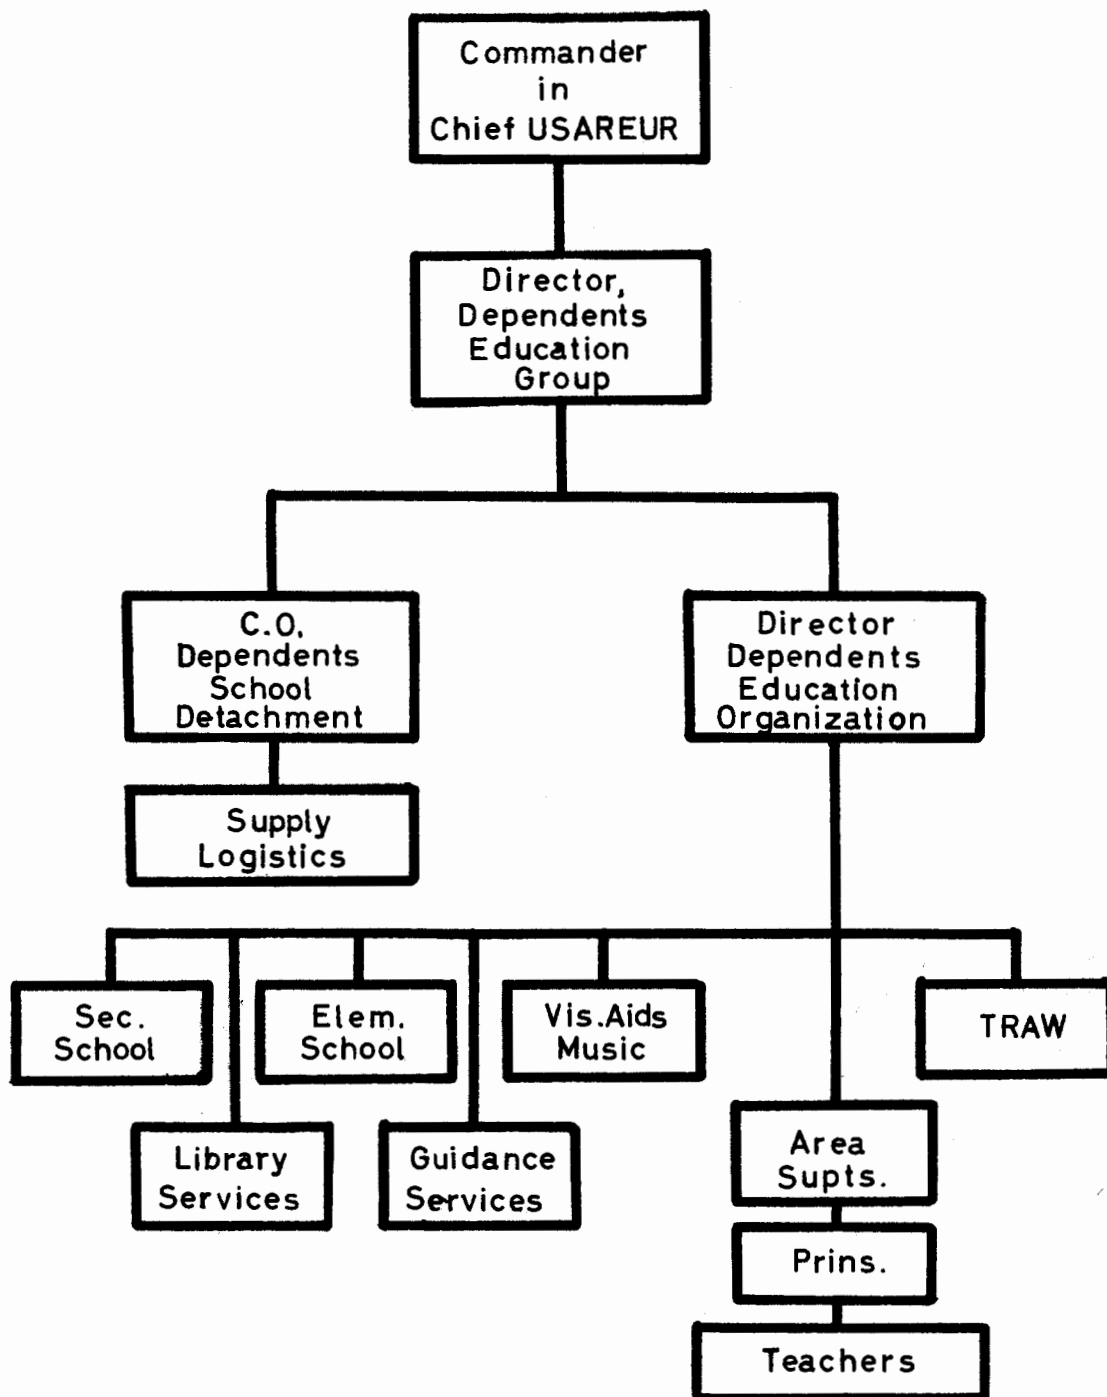 Commander
in
Chief USAREUR
Director,
Dependents
Education
Group
C.O.
Dependents
School
Detachment
Director
Dependents
Education
Organization
Supply
Logistics
Sec.
School
Elem.
School
Vis.Aids
Music
TRAW
Library
Services
Guidance
Services
Area
Supts.
Prins.
Teachers